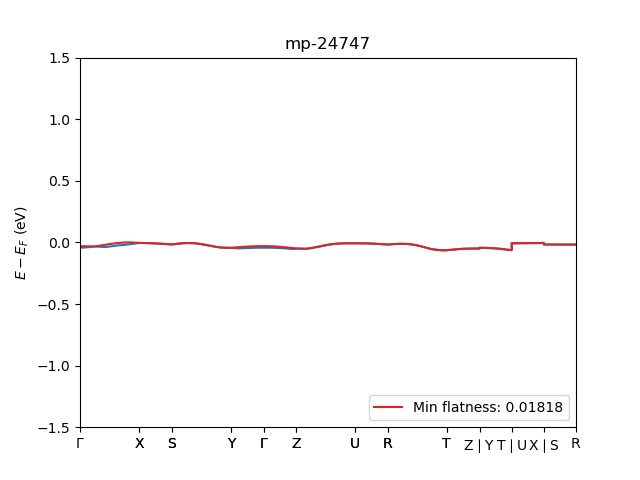 mp-24747
1.5
1.0
0.5
0.0
−0.5
−1.0
−1.5
E − E_F (eV)
Min flatness: 0.01818
Γ X S Y Γ Z U R T Z | Y T | U X | S R